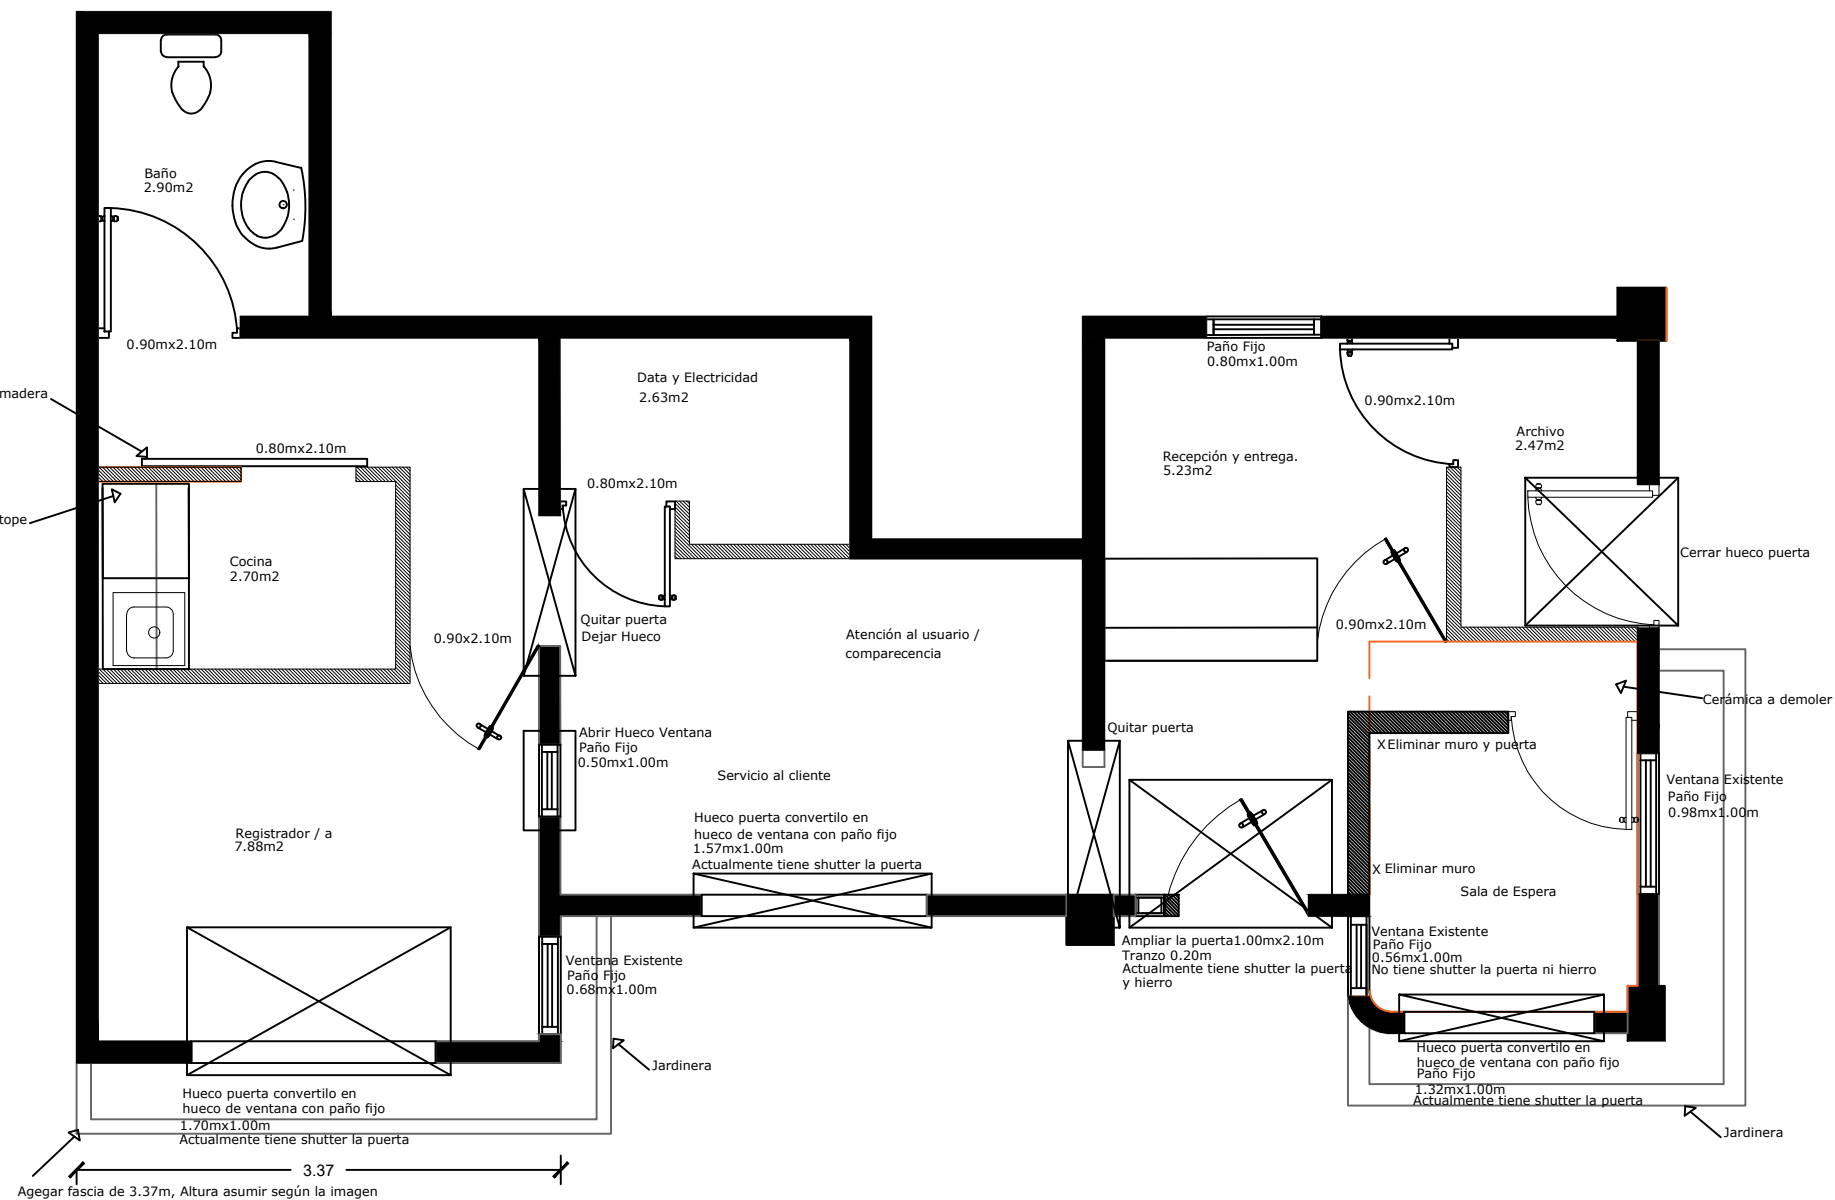 Baño
2.90m2
0.90mx2.10m
madera
0.80mx2.10m
tope
Cocina
2.70m2
0.90x2.10m
Data y Electricidad
2.63m2
0.80mx2.10m
Quitar puerta
Dejar Hueco
Atención al usuario /
comparecencia
Abrir Hueco Ventana
Paño Fijo
0.50mx1.00m
Servicio al cliente
Hueco puerta convertilo en
hueco de ventana con paño fijo
1.57mx1.00m
Actualmente tiene shutter la puerta
Registrador / a
7.88m2
Ventana Existente
Paño Fijo
0.68mx1.00m
Jardinera
Hueco puerta convertilo en
hueco de ventana con paño fijo
1.70mx1.00m
Actualmente tiene shutter la puerta
3.37
Agegar fascia de 3.37m, Altura asumir según la imagen
Paño Fijo
0.80mx1.00m
0.90mx2.10m
Archivo
2.47m2
Recepción y entrega.
5.23m2
Cerrar hueco puerta
0.90mx2.10m
Cerámica a demoler
Quitar puerta
X Eliminar muro y puerta
Ventana Existente
Paño Fijo
0.98mx1.00m
X Eliminar muro
Sala de Espera
Ampliar la puerta1.00mx2.10m
Tranzo 0.20m
Actualmente tiene shutter la puerta
y hierro
Ventana Existente
Paño Fijo
0.56mx1.00m
No tiene shutter la puerta ni hierro
Hueco puerta convertilo en
hueco de ventana con paño fijo
Paño Fijo
1.32mx1.00m
Actualmente tiene shutter la puerta
Jardinera